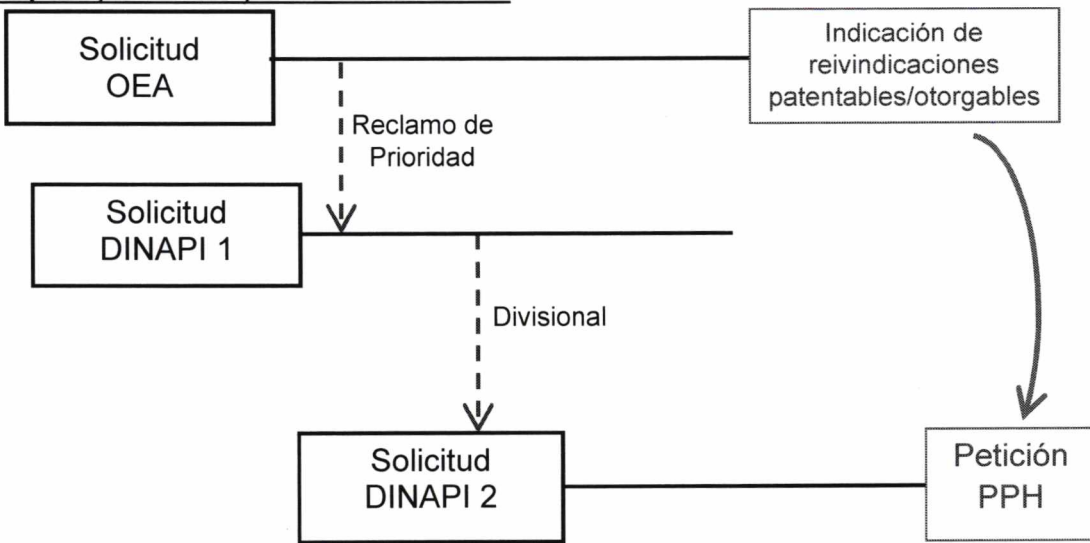 Solicitud
OEA
Indicación de
reivindicaciones
patentables/otorgables
Reclamo de
Prioridad
Solicitud
DINAPI 1
Divisional
Solicitud
DINAPI 2
Petición
PPH